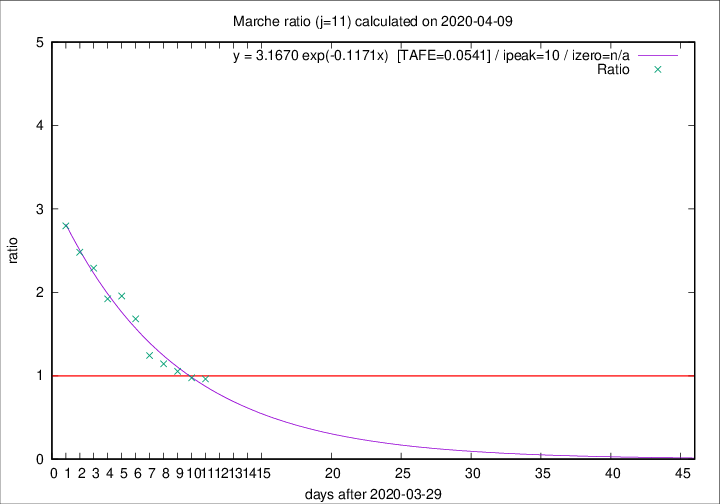 Marche ratio (j=11) calculated on 2020-04-09
y = 3.1670 exp(-0.1171x)  [TAFE=0.0541] / ipeak=10 / izero=n/a
Ratio
5
4
3
2
1
0
ratio
0 1 2 3 4 5 6 7 8 9 10 11 12 13 14 15 20 25 30 35 40 45
days after 2020-03-29